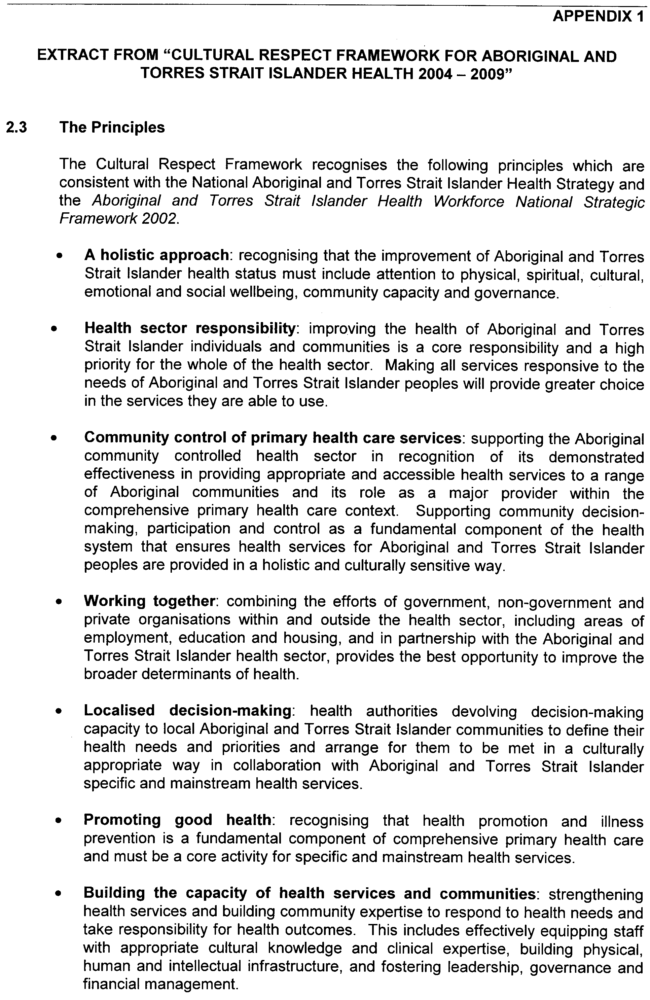 APPENDIX 1
EXTRACT FROM “CULTURAL RESPECT FRAMEWORK FOR ABORIGINAL AND
TORRES STRAIT ISLANDER HEALTH 2004 – 2009”
2.3 The Principles
The Cultural Respect Framework recognises the following principles which are
consistent with the National Aboriginal and Torres Strait Islander Health Strategy and
the Aboriginal and Torres Strait Islander Health Workforce National Strategic
Framework 2002.
• A holistic approach: recognising that the improvement of Aboriginal and Torres
Strait Islander health status must include attention to physical, spiritual, cultural,
emotional and social wellbeing, community capacity and governance.
• Health sector responsibility: improving the health of Aboriginal and Torres
Strait Islander individuals and communities is a core responsibility and a high
priority for the whole of the health sector. Making all services responsive to the
needs of Aboriginal and Torres Strait Islander peoples will provide greater choice
in the services they are able to use.
• Community control of primary health care services: supporting the Aboriginal
community controlled health sector in recognition of its demonstrated
effectiveness in providing appropriate and accessible health services to a range
of Aboriginal communities and its role as a major provider within the
comprehensive primary health care context. Supporting community decision-
making, participation and control as a fundamental component of the health
system that ensures health services for Aboriginal and Torres Strait Islander
peoples are provided in a holistic and culturally sensitive way.
• Working together: combining the efforts of government, non-government and
private organisations within and outside the health sector, including areas of
employment, education and housing, and in partnership with the Aboriginal and
Torres Strait Islander health sector, provides the best opportunity to improve the
broader determinants of health.
• Localised decision-making: health authorities devolving decision-making
capacity to local Aboriginal and Torres Strait Islander communities to define their
health needs and priorities and arrange for them to be met in a culturally
appropriate way in collaboration with Aboriginal and Torres Strait Islander
specific and mainstream health services.
• Promoting good health: recognising that health promotion and illness
prevention is a fundamental component of comprehensive primary health care
and must be a core activity for specific and mainstream health services.
• Building the capacity of health services and communities: strengthening
health services and building community expertise to respond to health needs and
take responsibility for health outcomes. This includes effectively equipping staff
with appropriate cultural knowledge and clinical expertise, building physical,
human and intellectual infrastructure, and fostering leadership, governance and
financial management.